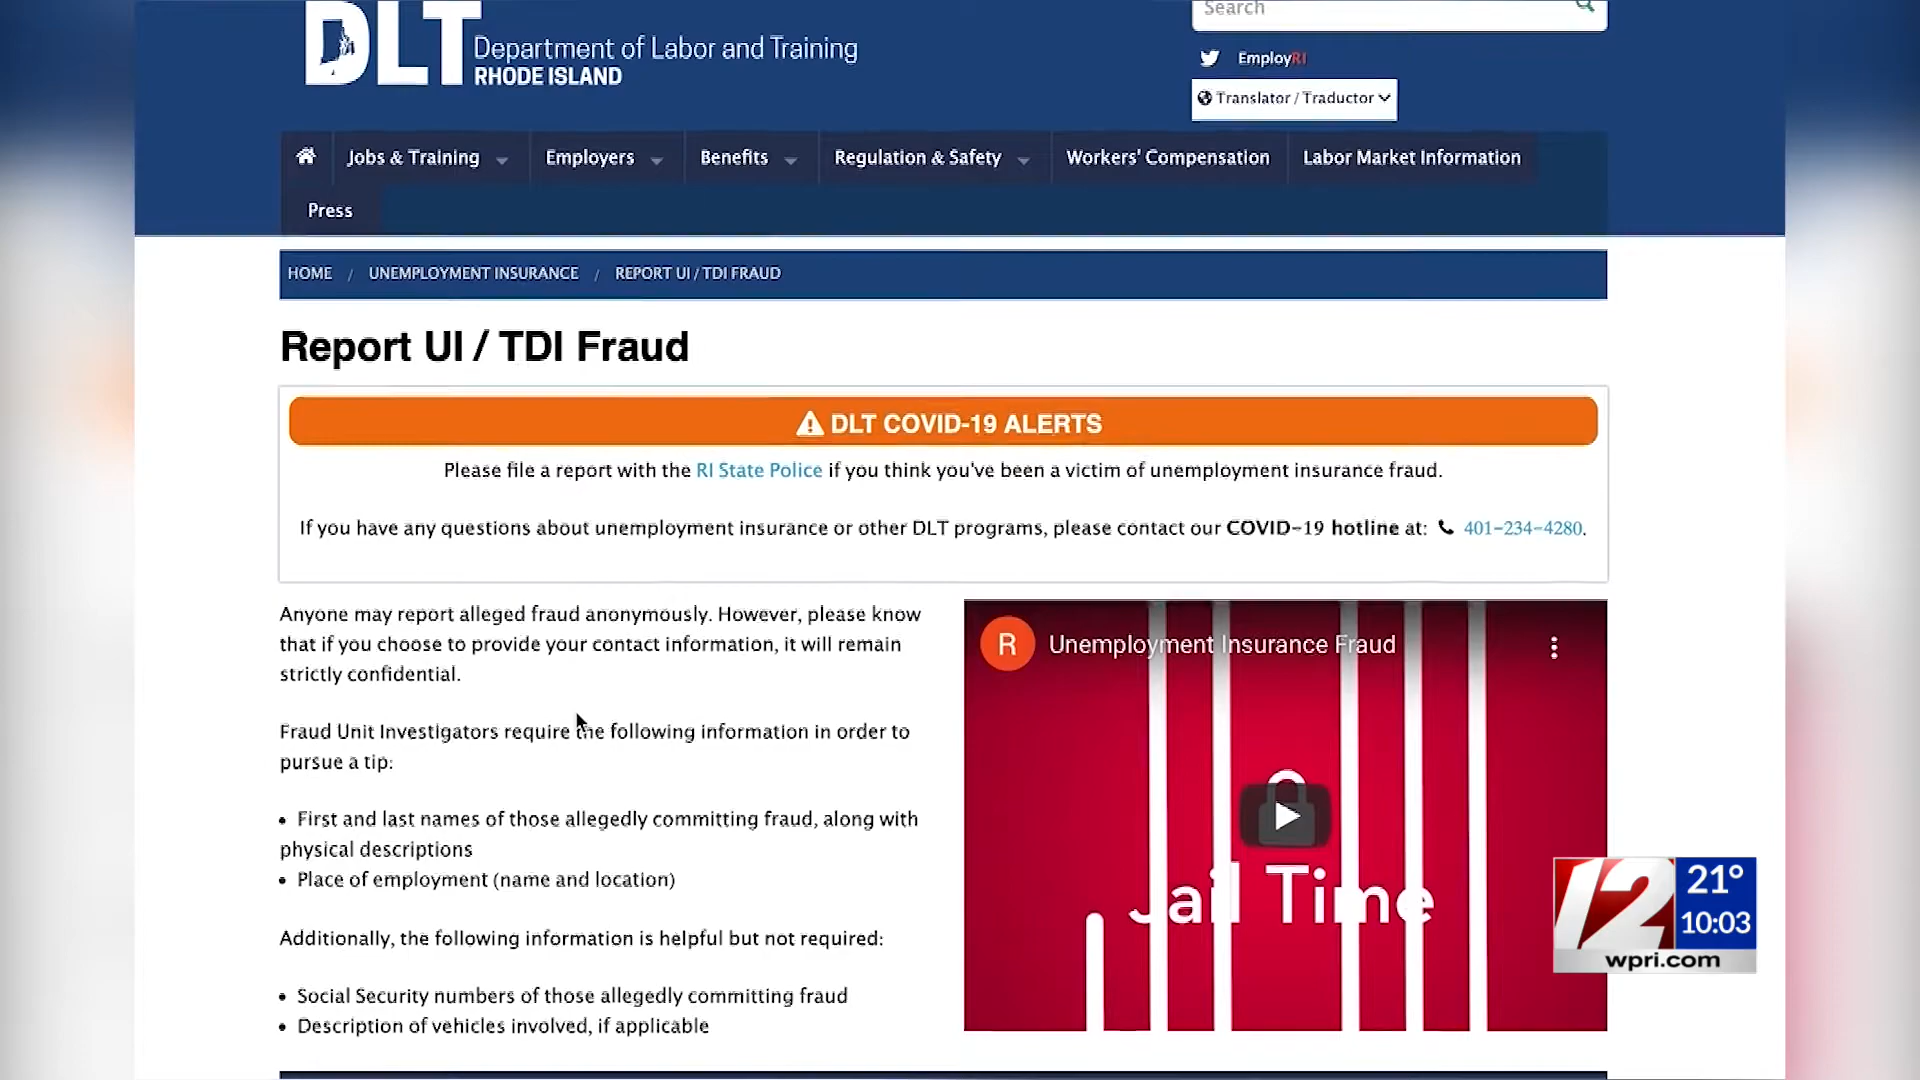 Search
DLT Department of Labor and Training
RHODE ISLAND
EmployRI
Translator / Traductor
Jobs & Training Employers Benefits Regulation & Safety Workers' Compensation Labor Market Information
Press
HOME / UNEMPLOYMENT INSURANCE / REPORT UI / TDI FRAUD
Report UI / TDI Fraud
DLT COVID-19 ALERTS
Please file a report with the RI State Police if you think you've been a victim of unemployment insurance fraud.
If you have any questions about unemployment insurance or other DLT programs, please contact our COVID-19 hotline at: 401-234-4280.
Anyone may report alleged fraud anonymously. However, please know
that if you choose to provide your contact information, it will remain
strictly confidential.
Fraud Unit Investigators require the following information in order to
pursue a tip:
• First and last names of those allegedly committing fraud, along with
physical descriptions
• Place of employment (name and location)
Additionally, the following information is helpful but not required:
• Social Security numbers of those allegedly committing fraud
• Description of vehicles involved, if applicable
R Unemployment Insurance Fraud
Jail Time
12 21°
10:03
wpri.com